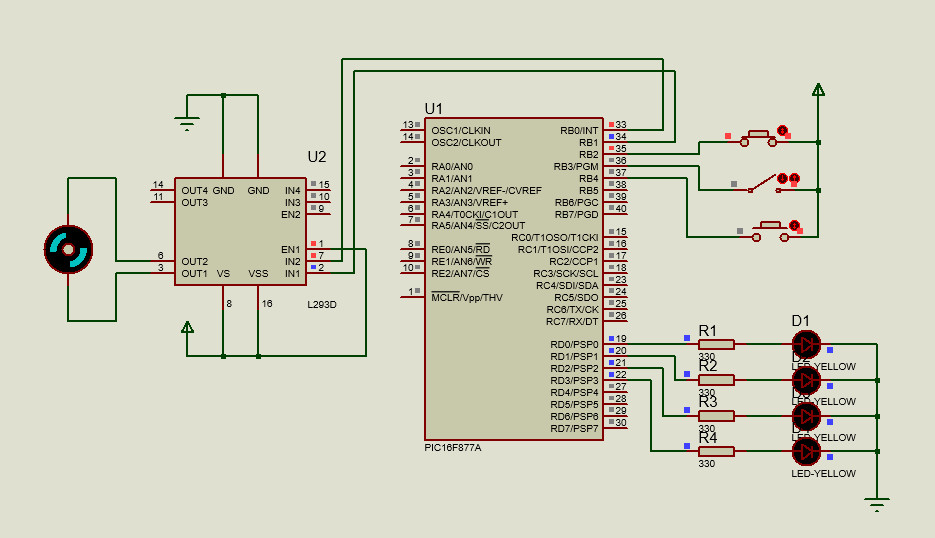 U2
14
11
OUT4
OUT3
GND
GND
IN4
IN3
EN2
15
10
9
6
3
OUT2
OUT1
VS
VSS
EN1
IN2
IN1
1
7
2
8
16
L293D
U1
13 OSC1/CLKIN
14 OSC2/CLKOUT
2 RA0/AN0
3 RA1/AN1
4 RA2/AN2/VREF-/CVREF
5 RA3/AN3/VREF+
6 RA4/T0CKI/C1OUT
7 RA5/AN4/SS/C2OUT
8 RE0/AN5/RD
9 RE1/AN6/WR
10 RE2/AN7/CS
1 MCLR/Vpp/THV
RB0/INT 33
RB1 34
RB2 35
RB3/PGM 36
RB4 37
RB5 38
RB6/PGC 39
RB7/PGD 40
RC0/T1OSO/T1CKI 15
RC1/T1OSI/CCP2 16
RC2/CCP1 17
RC3/SCK/SCL 18
RC4/SDI/SDA 23
RC5/SDO 24
RC6/TX/CK 25
RC7/RX/DT 26
RD0/PSP0 19
RD1/PSP1 20
RD2/PSP2 21
RD3/PSP3 22
RD4/PSP4 27
RD5/PSP5 28
RD6/PSP6 29
RD7/PSP7 30
PIC16F877A
R1
330
R2
330
R3
330
R4
330
D1
LED-YELLOW
LED-YELLOW
LED-YELLOW
LED-YELLOW